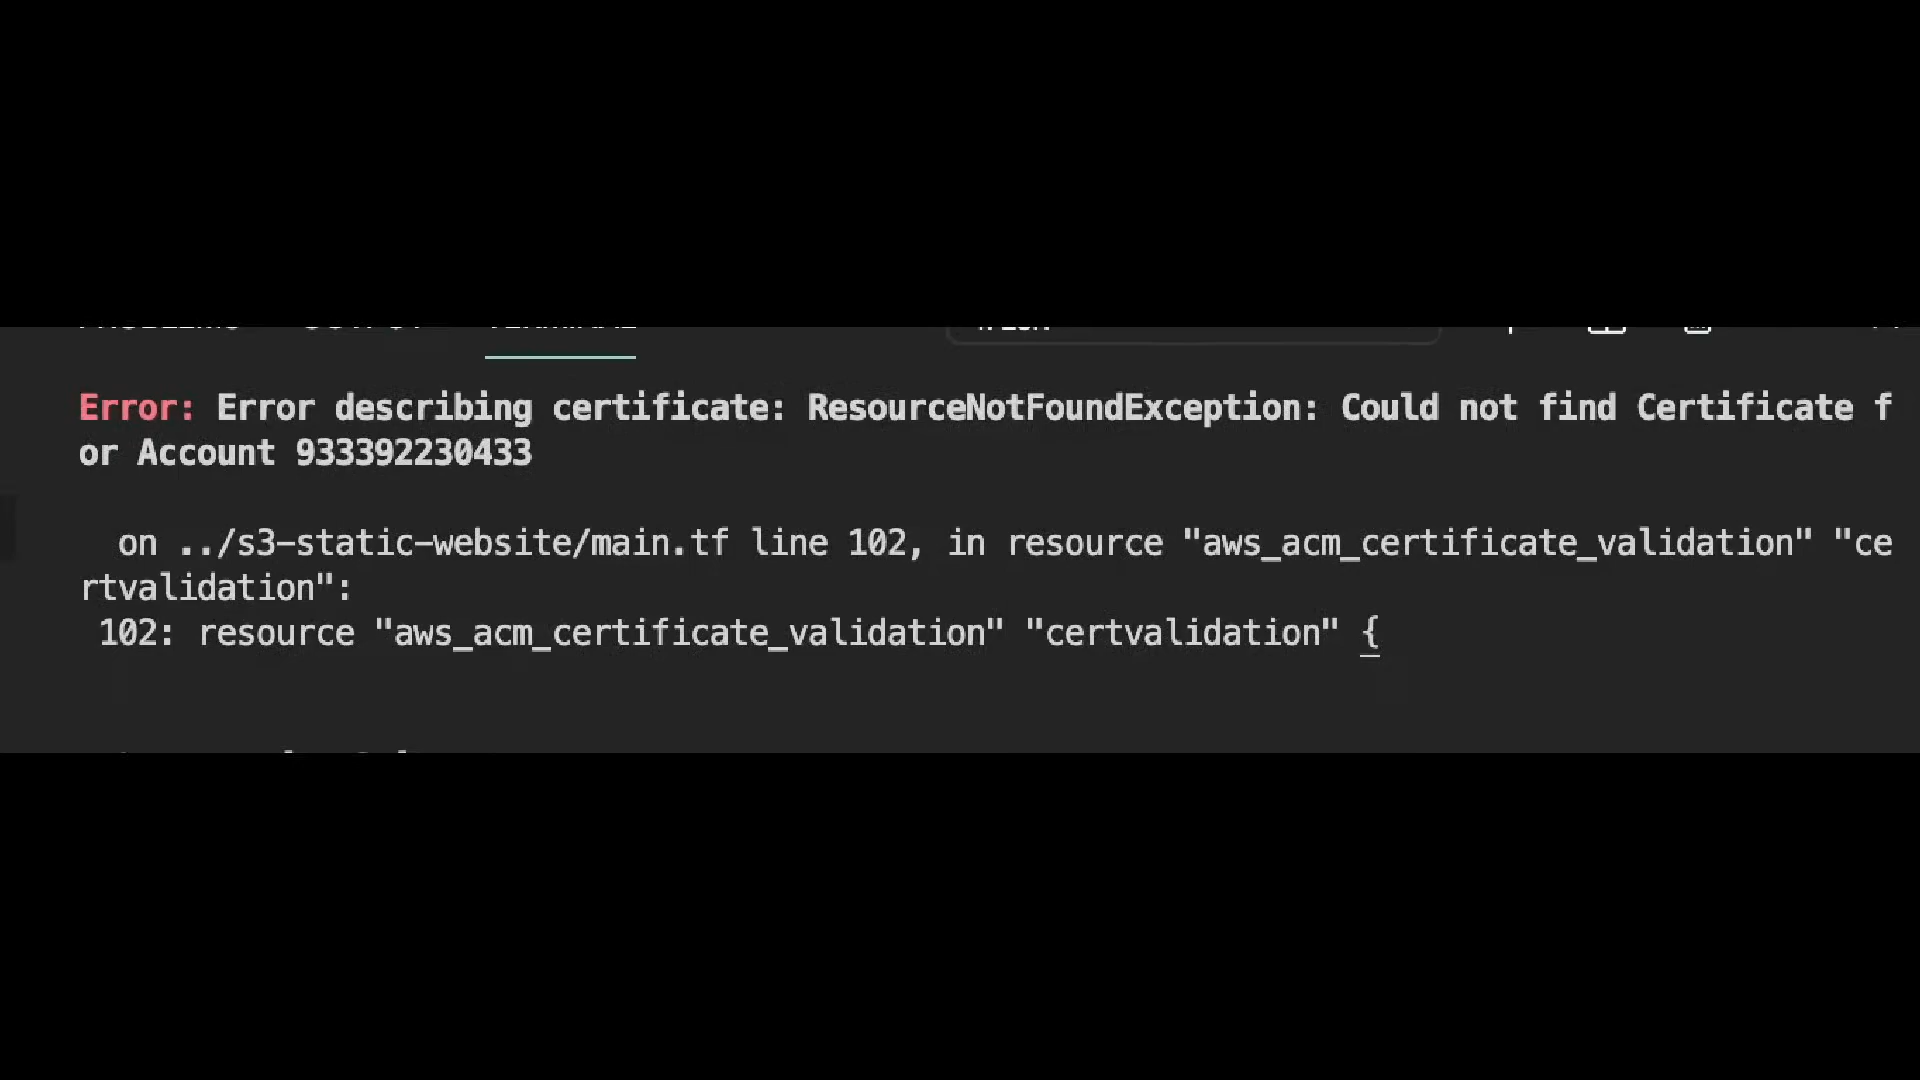 Error: Error describing certificate: ResourceNotFoundException: Could not find Certificate f
or Account 933392230433
on ../s3-static-website/main.tf line 102, in resource "aws_acm_certificate_validation" "ce
rtvalidation":
102: resource "aws_acm_certificate_validation" "certvalidation" {